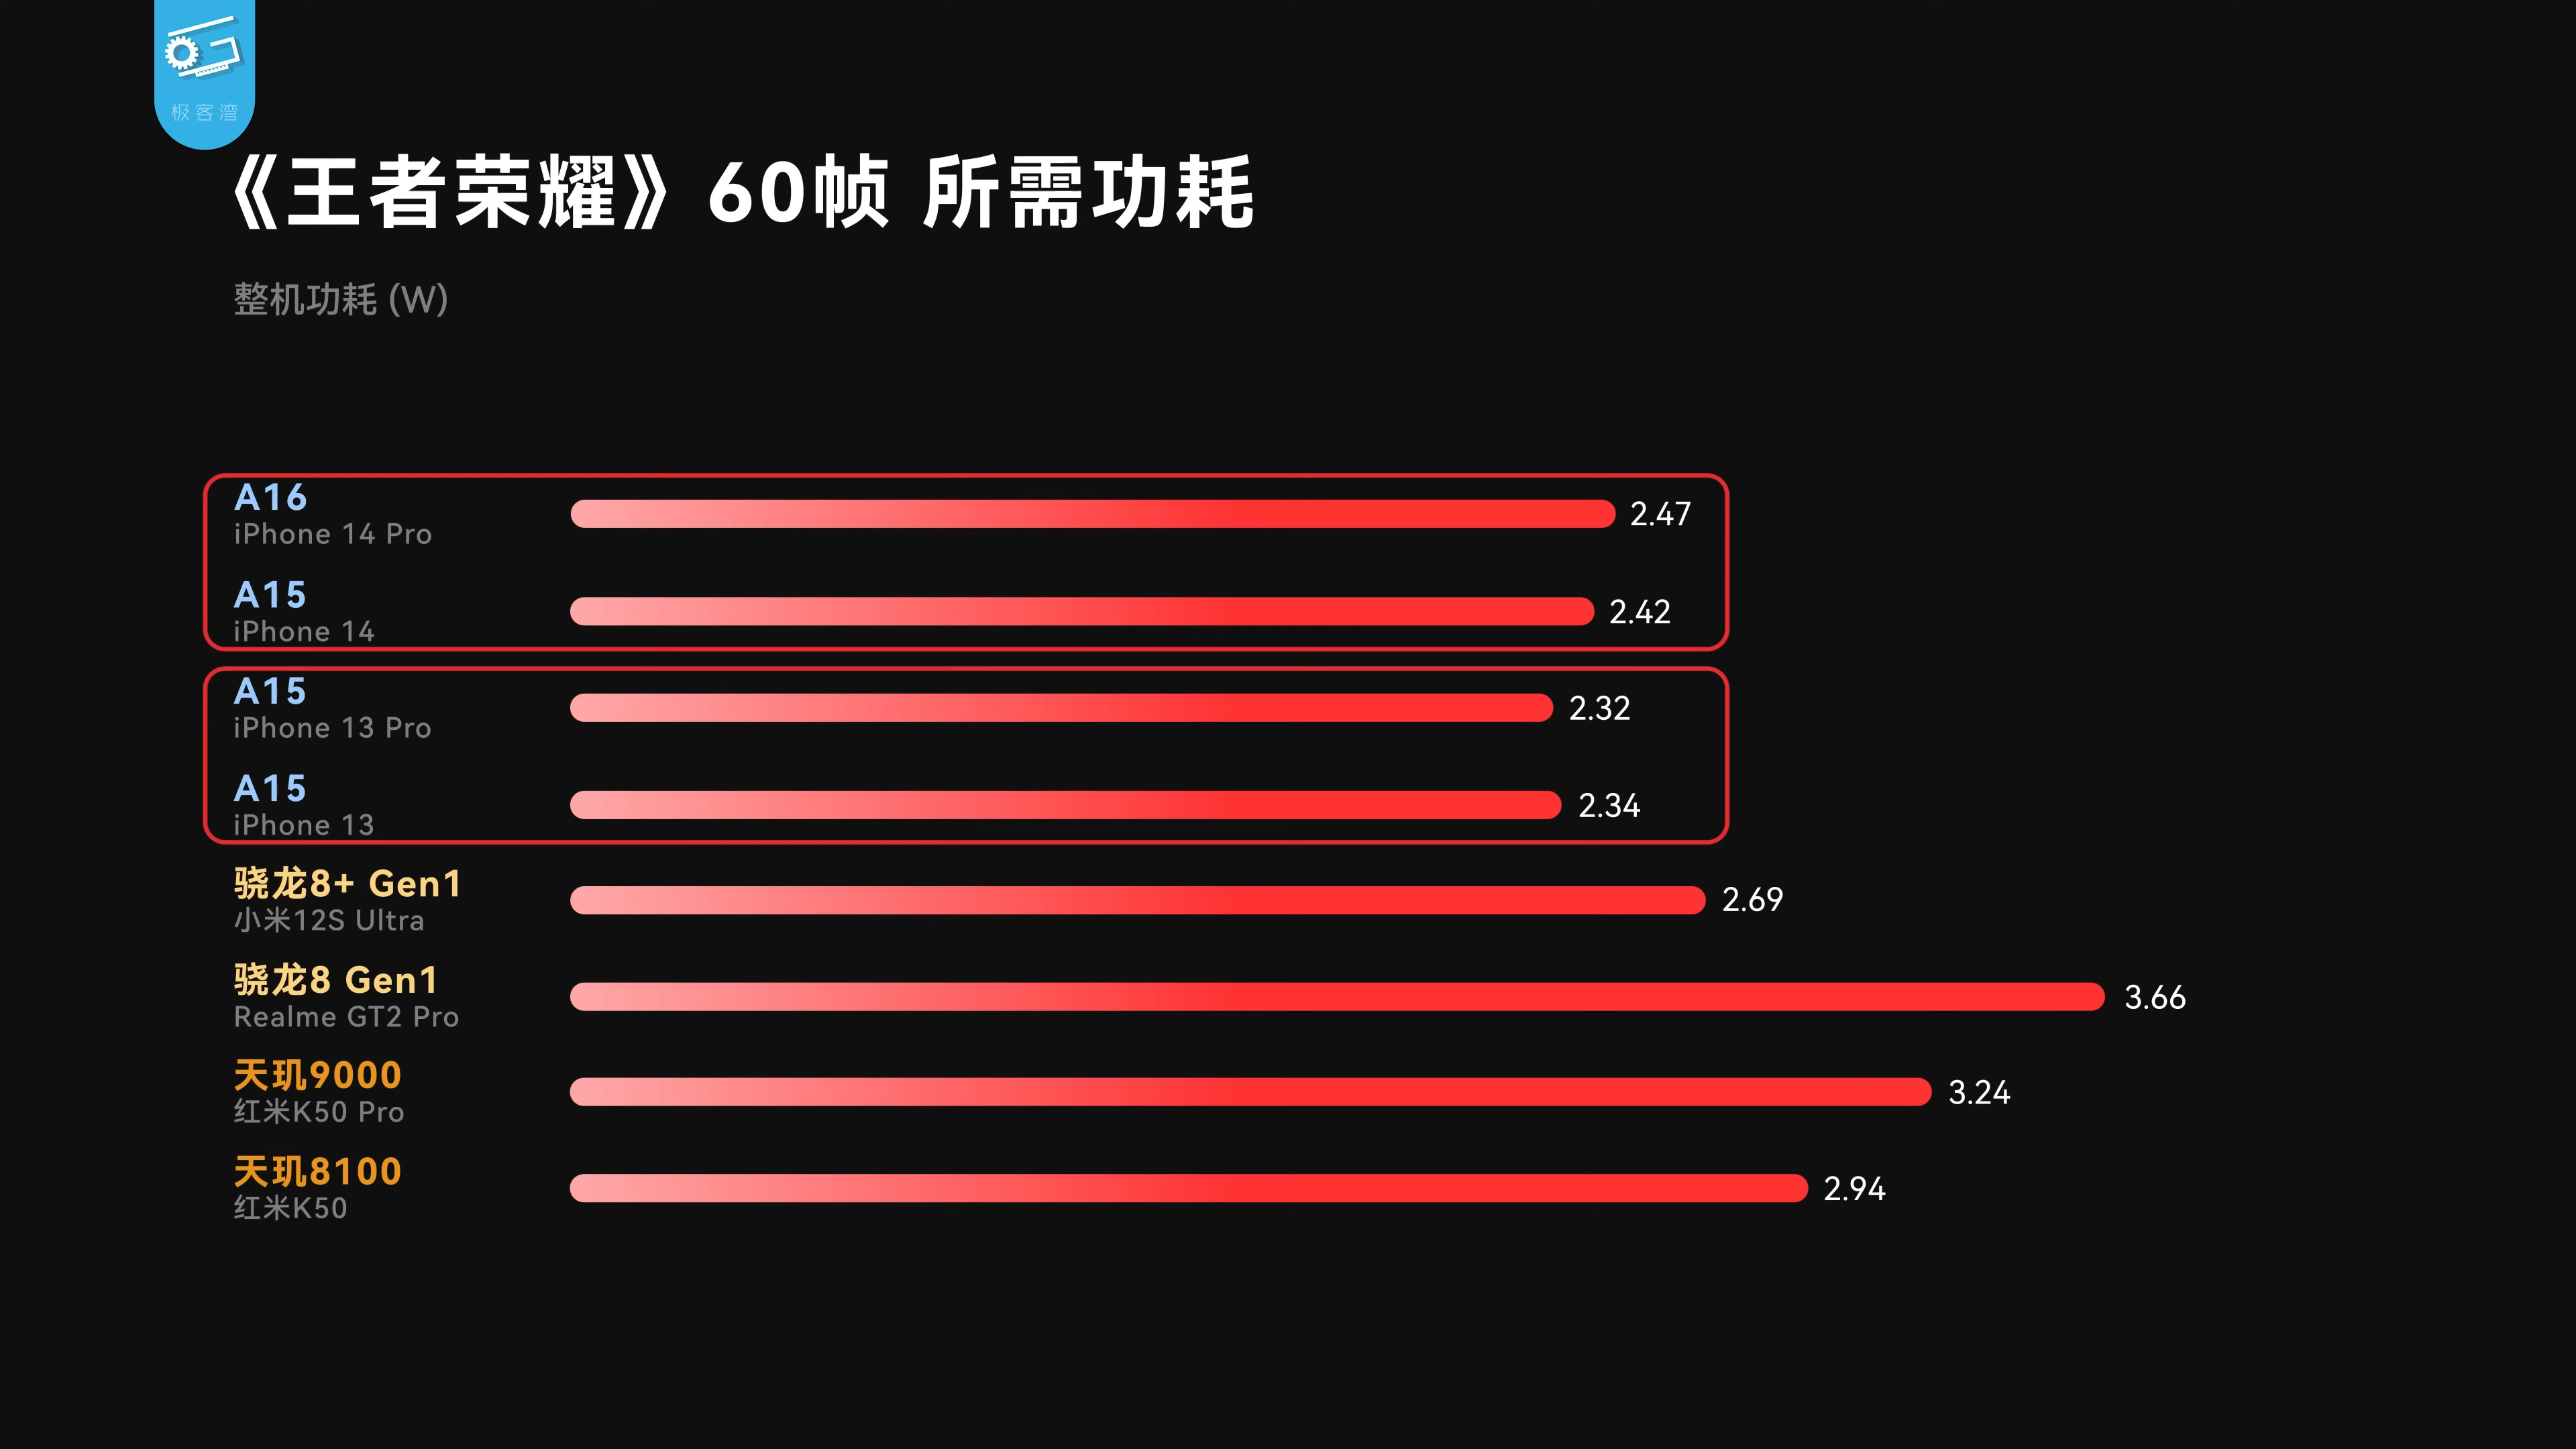 极客湾
《王者荣耀》60帧 所需功耗
整机功耗 (W)
A16
iPhone 14 Pro
2.47
A15
iPhone 14
2.42
A15
iPhone 13 Pro
2.32
A15
iPhone 13
2.34
骁龙8+ Gen1
小米12S Ultra
2.69
骁龙8 Gen1
Realme GT2 Pro
3.66
天玑9000
红米K50 Pro
3.24
天玑8100
红米K50
2.94